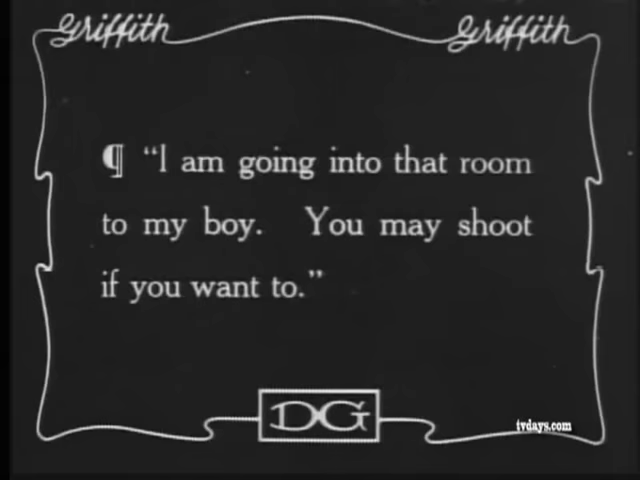 Griffith Griffith
¶ “I am going into that room
to my boy. You may shoot
if you want to.”
DG
tvdays.com